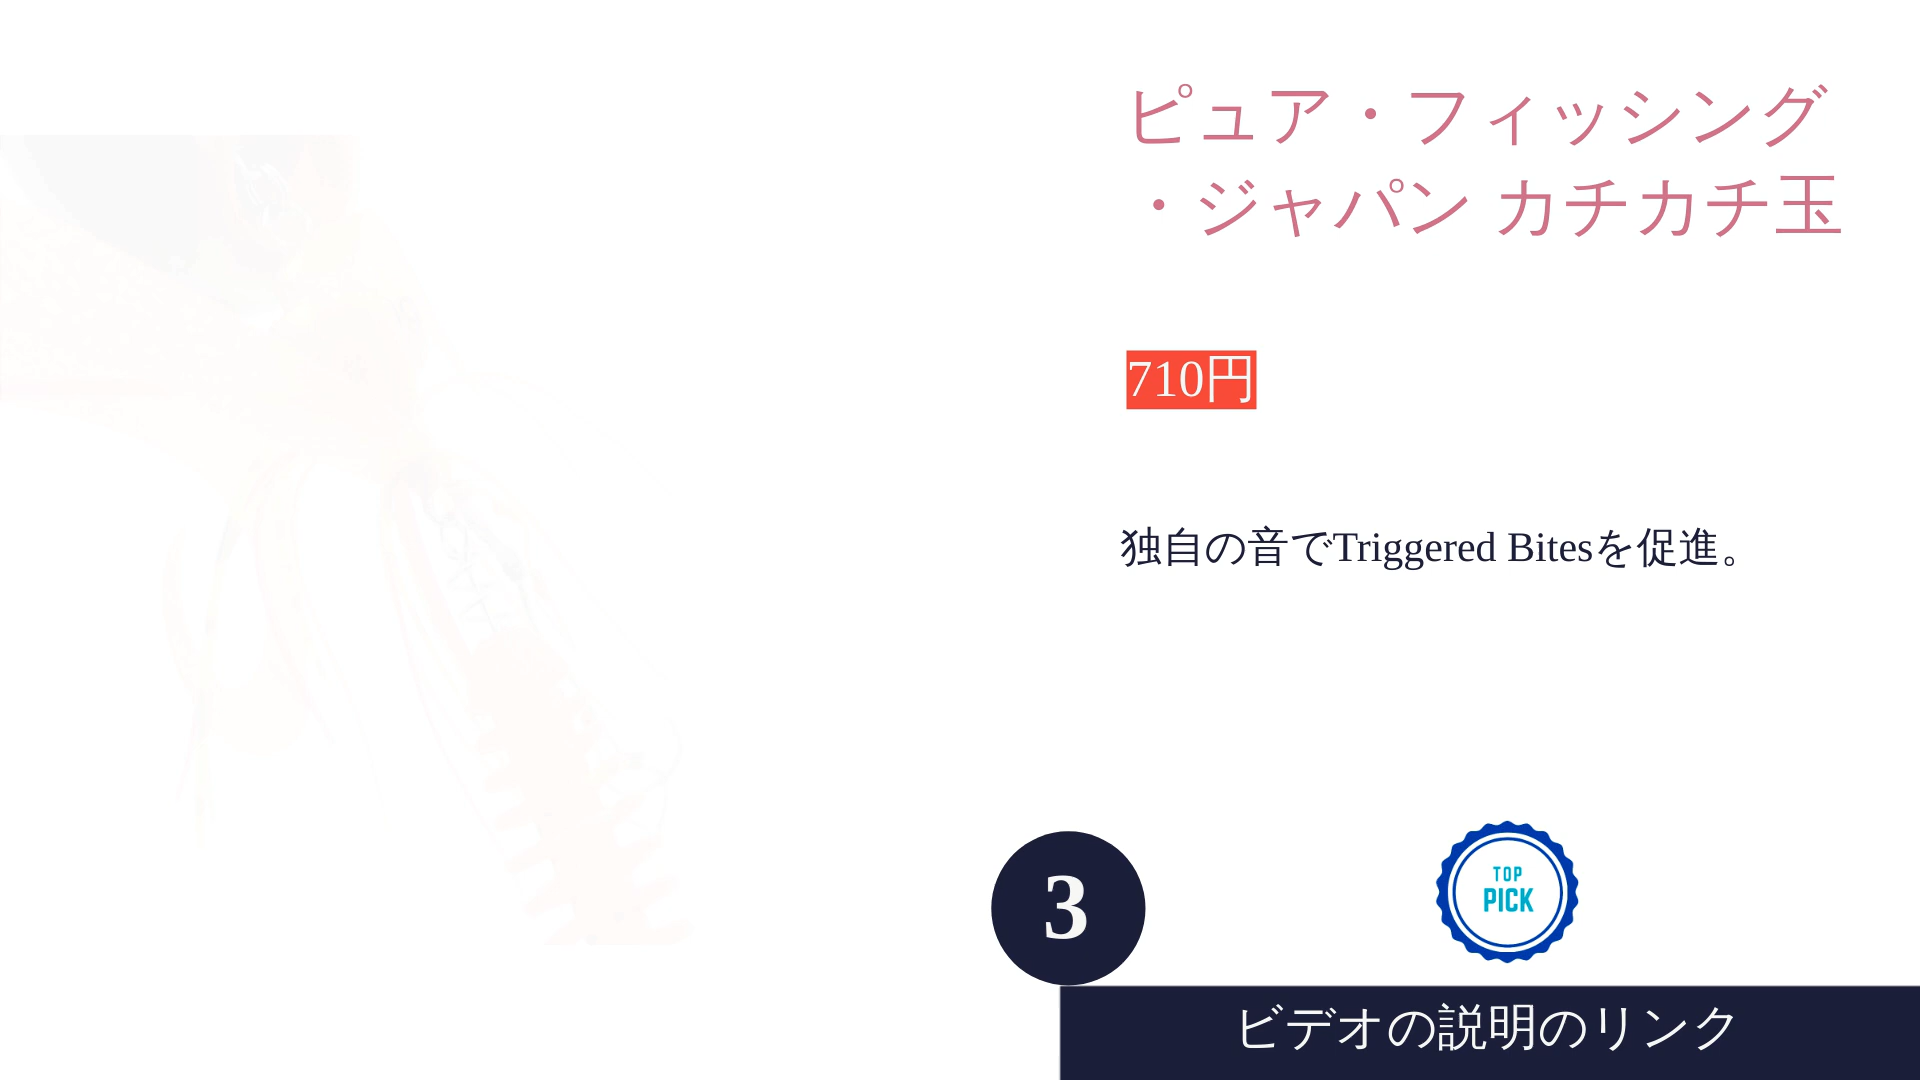 ピュア・フィッシング
・ジャパン カチカチ玉
710円
独自の音でTriggered Bitesを促進。
3
TOP
PICK
ビデオの説明のリンク